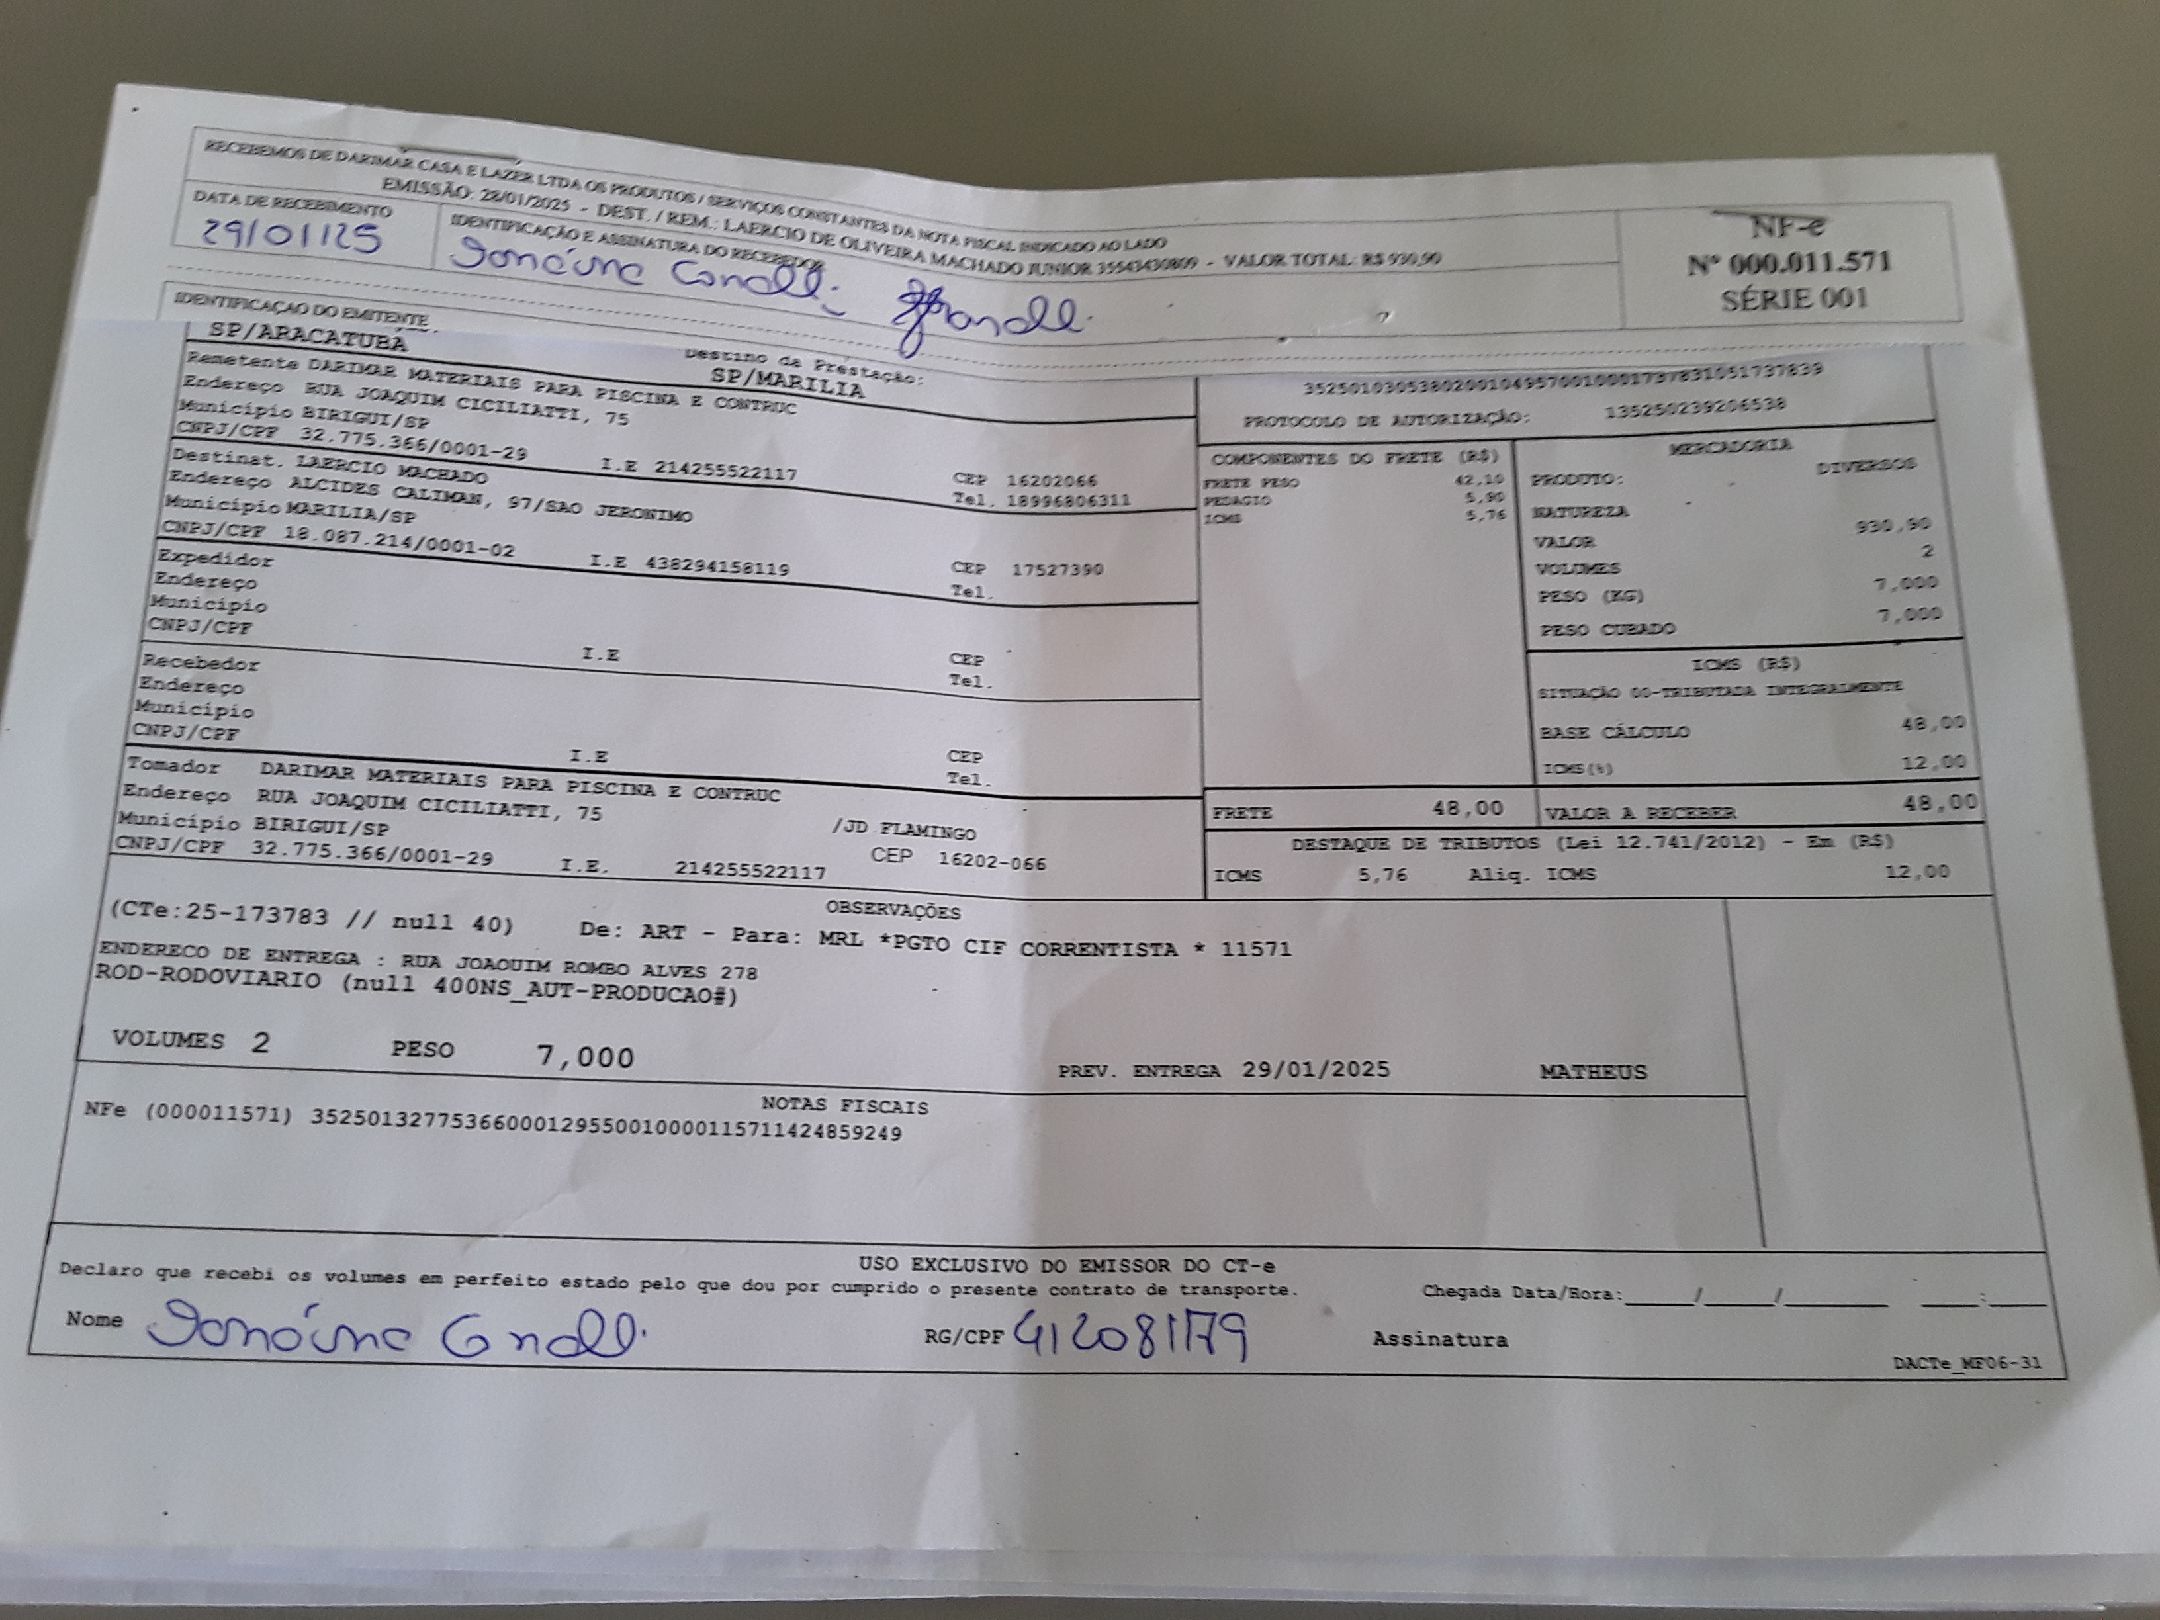 RECEBEMOS DE DARIMAR CASA E LAZER LTDA OS PRODUTOS / SERVIÇOS CONSTANTES DA NOTA FISCAL INDICADO AO LADO
EMISSÃO: 28/01/2025 - DEST. / REM.: LAERCIO DE OLIVEIRA MACHADO JUNIOR 35543430809 - VALOR TOTAL: R$ 930,90
DATA DE RECEBIMENTO
29/01/25
IDENTIFICAÇÃO E ASSINATURA DO RECEBEDOR
NF-e
Nº 000.011.571
SÉRIE 001
IDENTIFICAÇÃO DO EMITENTE
SP/ARACATUBA
Destino da Prestação:
SP/MARILIA
Remetente DARIMAR MATERIAIS PARA PISCINA E CONTRUC
Endereço RUA JOAQUIM CICILIATTI, 75
Município BIRIGUI/SP CEP 16202066
CNPJ/CPF 32.775.366/0001-29 I.E 214255522117 Tel. 18996806311
Destinat. LAERCIO MACHADO
Endereço ALCIDES CALIMAN, 97/SAO JERONIMO
Município MARILIA/SP CEP 17527390
CNPJ/CPF 18.087.214/0001-02 I.E 438294158119 Tel.
Expedidor
Endereço
Município CEP
CNPJ/CPF I.E Tel.
Recebedor
Endereço
Município CEP
CNPJ/CPF I.E Tel.
Tomador DARIMAR MATERIAIS PARA PISCINA E CONTRUC
Endereço RUA JOAQUIM CICILIATTI, 75 /JD FLAMINGO
Município BIRIGUI/SP CEP 16202-066
CNPJ/CPF 32.775.366/0001-29 I.E. 214255522117
PROTOCOLO DE AUTORIZAÇÃO: 135250239206538
COMPONENTES DO FRETE (R$)
FRETE PESO 42,10
PEDAGIO
ICMS 5,76
MERCADORIA
PRODUTO: DIVERSOS
NATUREZA
VALOR 930,90
VOLUMES 2
PESO (KG) 7,000
PESO CUBADO 7,000
ICMS (R$)
SITUAÇÃO 00-TRIBUTADA INTEGRALMENTE
BASE CÁLCULO 48,00
ICMS(%) 12,00
FRETE 48,00 VALOR A RECEBER 48,00
DESTAQUE DE TRIBUTOS (Lei 12.741/2012) - Em (R$)
ICMS 5,76 Aliq. ICMS 12,00
OBSERVAÇÕES
(CTe:25-173783 // null 40) De: ART - Para: MRL *PGTO CIF CORRENTISTA * 11571
ENDERECO DE ENTREGA : RUA JOAQUIM ROMBO ALVES 278
ROD-RODOVIARIO (null 400NS_AUT-PRODUCAO#)
VOLUMES 2 PESO 7,000 PREV. ENTREGA 29/01/2025 MATHEUS
NOTAS FISCAIS
NFe (000011571) 35250132775366000129550010000115711424859249
USO EXCLUSIVO DO EMISSOR DO CT-e
Declaro que recebi os volumes em perfeito estado pelo que dou por cumprido o presente contrato de transporte. Chegada Data/Hora:____/____/____ ____:____
Nome RG/CPF 412081179 Assinatura
DACTe_MF06-31